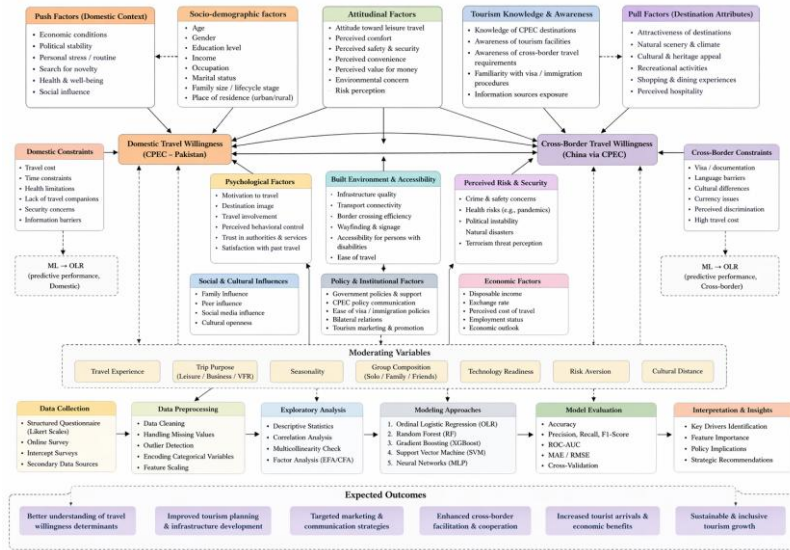 Push Factors (Domestic Context)
• Economic conditions
• Political stability
• Personal stress / routine
• Search for novelty
• Health & well-being
• Social influence
Socio-demographic factors
• Age
• Gender
• Education level
• Income
• Occupation
• Marital status
• Family size / lifecycle stage
• Place of residence (urban/rural)
Attitudinal Factors
• Attitude toward leisure travel
• Perceived comfort
• Perceived safety & security
• Perceived convenience
• Perceived value for money
• Environmental concern
Risk perception
Tourism Knowledge & Awareness
• Knowledge of CPEC destinations
• Awareness of tourism facilities
• Awareness of cross-border travel
requirements
• Familiarity with visa / immigration
procedures
• Information sources exposure
Pull Factors (Destination Attributes)
• Attractiveness of destinations
• Natural scenery & climate
• Cultural & heritage appeal
• Recreational activities
• Shopping & dining experiences
• Perceived hospitality
Domestic Travel Willingness
(CPEC – Pakistan)
Cross-Border Travel Willingness
(China via CPEC)
Domestic Constraints
• Travel cost
• Time constraints
• Health limitations
• Lack of travel companions
• Security concerns
• Information barriers
Psychological Factors
• Motivation to travel
• Destination image
• Travel involvement
• Perceived behavioral control
• Trust in authorities & services
• Satisfaction with past travel
Built Environment & Accessibility
• Infrastructure quality
• Transport connectivity
• Border crossing efficiency
• Wayfinding & signage
• Accessibility for persons with
disabilities
• Ease of travel
Perceived Risk & Security
• Crime & safety concerns
• Health risks (e.g., pandemics)
• Political instability
Natural disasters
• Terrorism threat perception
Cross-Border Constraints
• Visa / documentation
• Language barriers
• Cultural differences
• Currency issues
• Perceived discrimination
• High travel cost
ML → OLR
(predictive performance,
Domestic)
Social & Cultural Influences
• Family Influence
• Peer influence
• Social media influence
• Cultural openness
Policy & Institutional Factors
• Government policies & support
• CPEC policy communication
• Ease of visa / immigration policies
• Bilateral relations
• Tourism marketing & promotion
Economic Factors
• Disposable income
• Exchange rate
• Perceived cost of travel
• Employment status
• Economic outlook
ML → OLR
(predictive performance,
Cross-border)
Moderating Variables
Travel Experience
Trip Purpose
(Leisure / Business / VFR)
Seasonality
Group Composition
(Solo / Family / Friends)
Technology Readiness
Risk Aversion
Cultural Distance
Data Collection
• Structured Questionnaire
(Likert Scales)
• Online Survey
• Intercept Surveys
• Secondary Data Sources
Data Preprocessing
• Data Cleaning
• Handling Missing Values
• Outlier Detection
• Encoding Categorical Variables
• Feature Scaling
Exploratory Analysis
• Descriptive Statistics
• Correlation Analysis
• Multicollinearity Check
• Factor Analysis (EFA/CFA)
Modeling Approaches
1. Ordinal Logistic Regression (OLR)
2. Random Forest (RF)
3. Gradient Boosting (XGBoost)
4. Support Vector Machine (SVM)
5. Neural Networks (MLP)
Model Evaluation
• Accuracy
• Precision, Recall, F1-Score
• ROC-AUC
• MAE / RMSE
• Cross-Validation
Interpretation & Insights
• Key Drivers Identification
• Feature Importance
• Policy Implications
• Strategic Recommendations
Expected Outcomes
Better understanding of travel
willingness determinants
Improved tourism planning
& infrastructure development
Targeted marketing &
communication strategies
Enhanced cross-border
facilitation & cooperation
Increased tourist arrivals &
economic benefits
Sustainable & inclusive
tourism growth